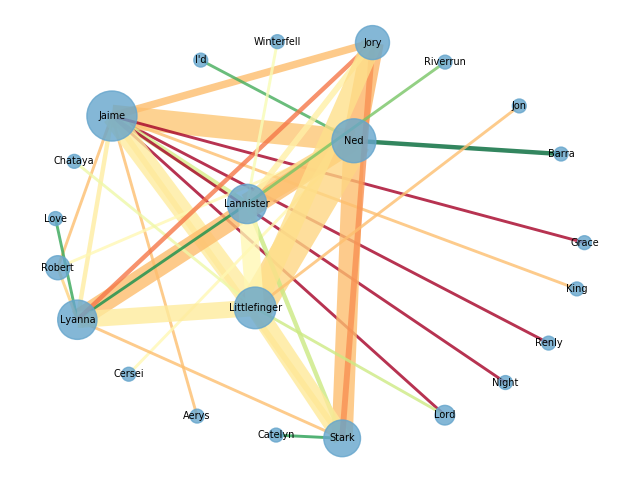 Winterfell
Jory
I'd
Riverrun
Jon
Jaime
Ned
Barra
Chataya
Lannister
Love
Grace
Robert
King
Littlefinger
Lyanna
Renly
Cersei
Night
Aerys
Lord
Catelyn
Stark